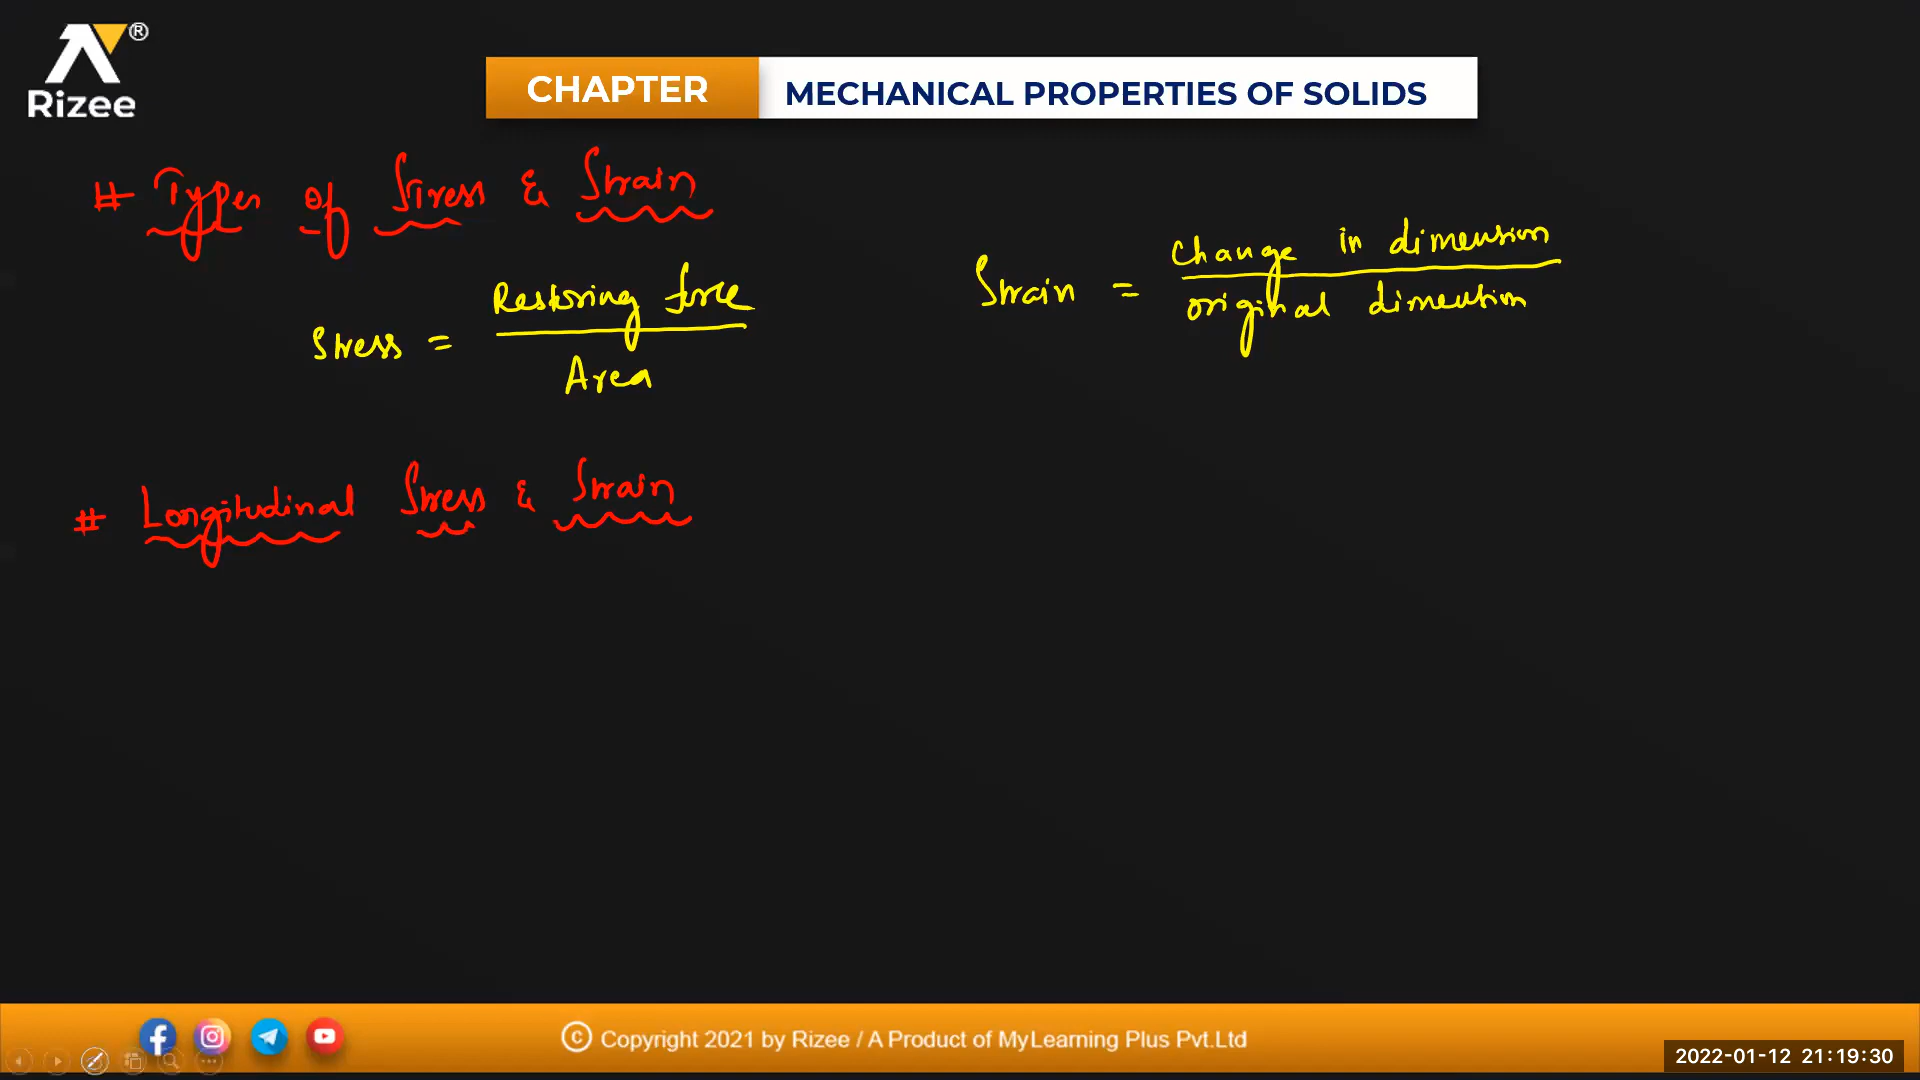 Rizee ®
CHAPTER MECHANICAL PROPERTIES OF SOLIDS
# Types of Stress & Strain
Stress = Restoring force / Area
Strain = Change in dimension / original dimension
# Longitudinal Stress & Strain
© Copyright 2021 by Rizee / A Product of MyLearning Plus Pvt.Ltd
2022-01-12 21:19:30